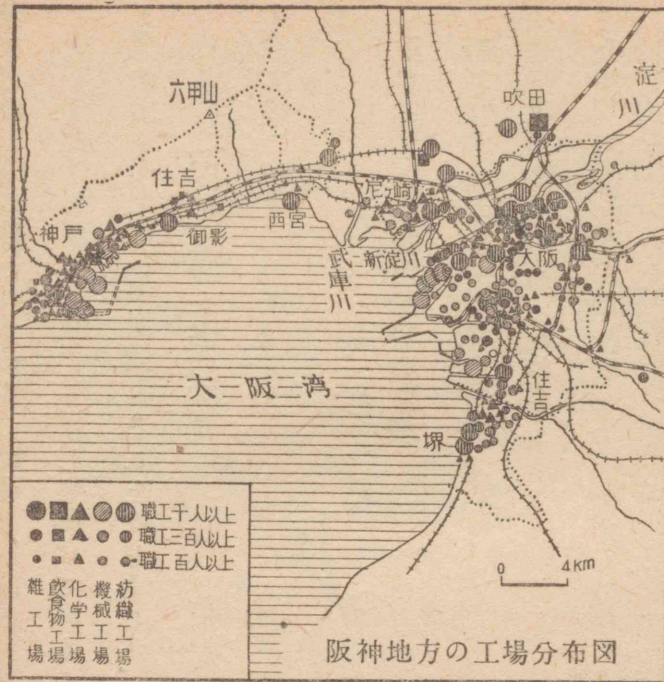 六甲山
吹田
淀川
住吉
神戸
御影
西宮
尼崎
武庫川
新淀川
大阪
大阪湾
住吉
堺
職工千人以上
職工三百人以上
職工百人以上
雑工場
飲食物工場
化学工場
機械工場
紡織工場
0 4km
阪神地方の工場分布図